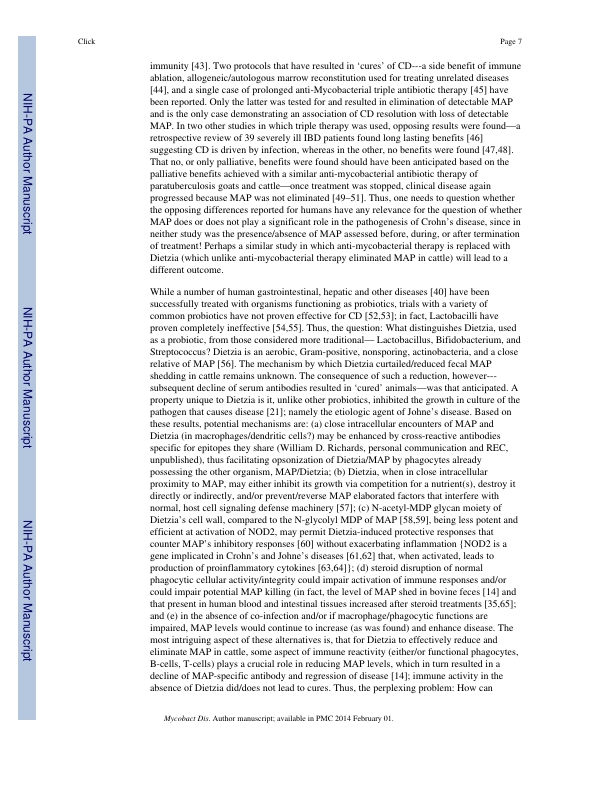 Click
Page 7
immunity [43]. Two protocols that have resulted in ‘cures’ of CD---a side benefit of immune
ablation, allogeneic/autologous marrow reconstitution used for treating unrelated diseases
[44], and a single case of prolonged anti-Mycobacterial triple antibiotic therapy [45] have
been reported. Only the latter was tested for and resulted in elimination of detectable MAP
and is the only case demonstrating an association of CD resolution with loss of detectable
MAP. In two other studies in which triple therapy was used, opposing results were found—a
retrospective review of 39 severely ill IBD patients found long lasting benefits [46]
suggesting CD is driven by infection, whereas in the other, no benefits were found [47,48].
That no, or only palliative, benefits were found should have been anticipated based on the
palliative benefits achieved with a similar anti-mycobacterial antibiotic therapy of
paratuberculosis goats and cattle—once treatment was stopped, clinical disease again
progressed because MAP was not eliminated [49–51]. Thus, one needs to question whether
the opposing differences reported for humans have any relevance for the question of whether
MAP does or does not play a significant role in the pathogenesis of Crohn’s disease, since in
neither study was the presence/absence of MAP assessed before, during, or after termination
of treatment! Perhaps a similar study in which anti-mycobacterial therapy is replaced with
Dietzia (which unlike anti-mycobacterial therapy eliminated MAP in cattle) will lead to a
different outcome.
While a number of human gastrointestinal, hepatic and other diseases [40] have been
successfully treated with organisms functioning as probiotics, trials with a variety of
common probiotics have not proven effective for CD [52,53]; in fact, Lactobacilli have
proven completely ineffective [54,55]. Thus, the question: What distinguishes Dietzia, used
as a probiotic, from those considered more traditional— Lactobacillus, Bifidobacterium, and
Streptococcus? Dietzia is an aerobic, Gram-positive, nonsporing, actinobacteria, and a close
relative of MAP [56]. The mechanism by which Dietzia curtailed/reduced fecal MAP
shedding in cattle remains unknown. The consequence of such a reduction, however---
subsequent decline of serum antibodies resulted in ‘cured’ animals—was that anticipated. A
property unique to Dietzia is it, unlike other probiotics, inhibited the growth in culture of the
pathogen that causes disease [21]; namely the etiologic agent of Johne’s disease. Based on
these results, potential mechanisms are: (a) close intracellular encounters of MAP and
Dietzia (in macrophages/dendritic cells?) may be enhanced by cross-reactive antibodies
specific for epitopes they share (William D. Richards, personal communication and REC,
unpublished), thus facilitating opsonization of Dietzia/MAP by phagocytes already
possessing the other organism, MAP/Dietzia; (b) Dietzia, when in close intracellular
proximity to MAP, may either inhibit its growth via competition for a nutrient(s), destroy it
directly or indirectly, and/or prevent/reverse MAP elaborated factors that interfere with
normal, host cell signaling defense machinery [57]; (c) N-acetyl-MDP glycan moiety of
Dietzia’s cell wall, compared to the N-glycolyl MDP of MAP [58,59], being less potent and
efficient at activation of NOD2, may permit Dietzia-induced protective responses that
counter MAP’s inhibitory responses [60] without exacerbating inflammation {NOD2 is a
gene implicated in Crohn’s and Johne’s diseases [61,62] that, when activated, leads to
production of proinflammatory cytokines [63,64]}; (d) steroid disruption of normal
phagocytic cellular activity/integrity could impair activation of immune responses and/or
could impair potential MAP killing (in fact, the level of MAP shed in bovine feces [14] and
that present in human blood and intestinal tissues increased after steroid treatments [35,65];
and (e) in the absence of co-infection and/or if macrophage/phagocytic functions are
impaired, MAP levels would continue to increase (as was found) and enhance disease. The
most intriguing aspect of these alternatives is, that for Dietzia to effectively reduce and
eliminate MAP in cattle, some aspect of immune reactivity (either/or functional phagocytes,
B-cells, T-cells) plays a crucial role in reducing MAP levels, which in turn resulted in a
decline of MAP-specific antibody and regression of disease [14]; immune activity in the
absence of Dietzia did/does not lead to cures. Thus, the perplexing problem: How can
Mycobact Dis. Author manuscript; available in PMC 2014 February 01.
NIH-PA Author Manuscript
NIH-PA Author Manuscript
NIH-PA Author Manuscript